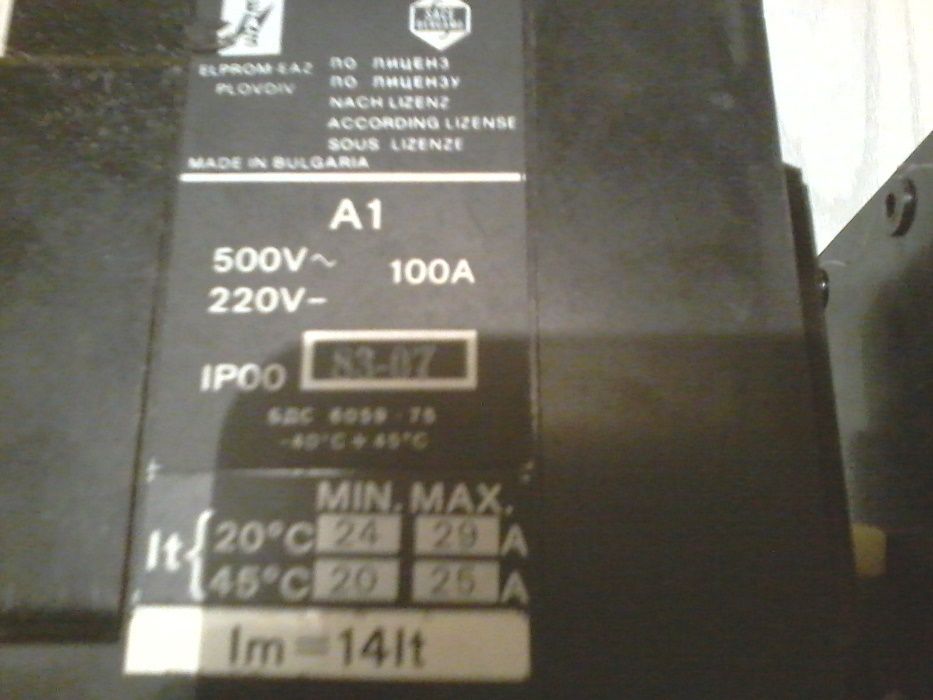 SACE
BERGAMO
ELPROM-EAZ
PLOVDIV
ПО ЛИЦЕНЗ
ПО ЛИЦЕНЗУ
NACH LIZENZ
ACCORDING LIZENSE
SOUS LIZENZE
MADE IN BULGARIA
A1
500V~ 100A
220V-
IP00 83-07
БДС 6059-75
-40°C+45°C
MIN. MAX.
It { 20°C 24 29 A
45°C 20 25 A
Im=14It